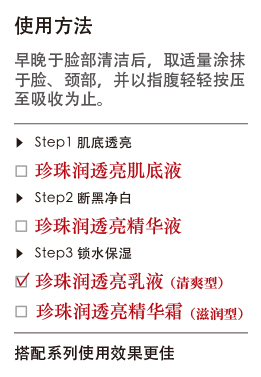 使用方法
早晚于脸部清洁后，取适量涂抹
于脸、颈部，并以指腹轻轻按压
至吸收为止。
Step1 肌底透亮
珍珠润透亮肌底液
Step2 断黑净白
珍珠润透亮精华液
Step3 锁水保湿
珍珠润透亮乳液（清爽型）
珍珠润透亮精华霜（滋润型）
搭配系列使用效果更佳